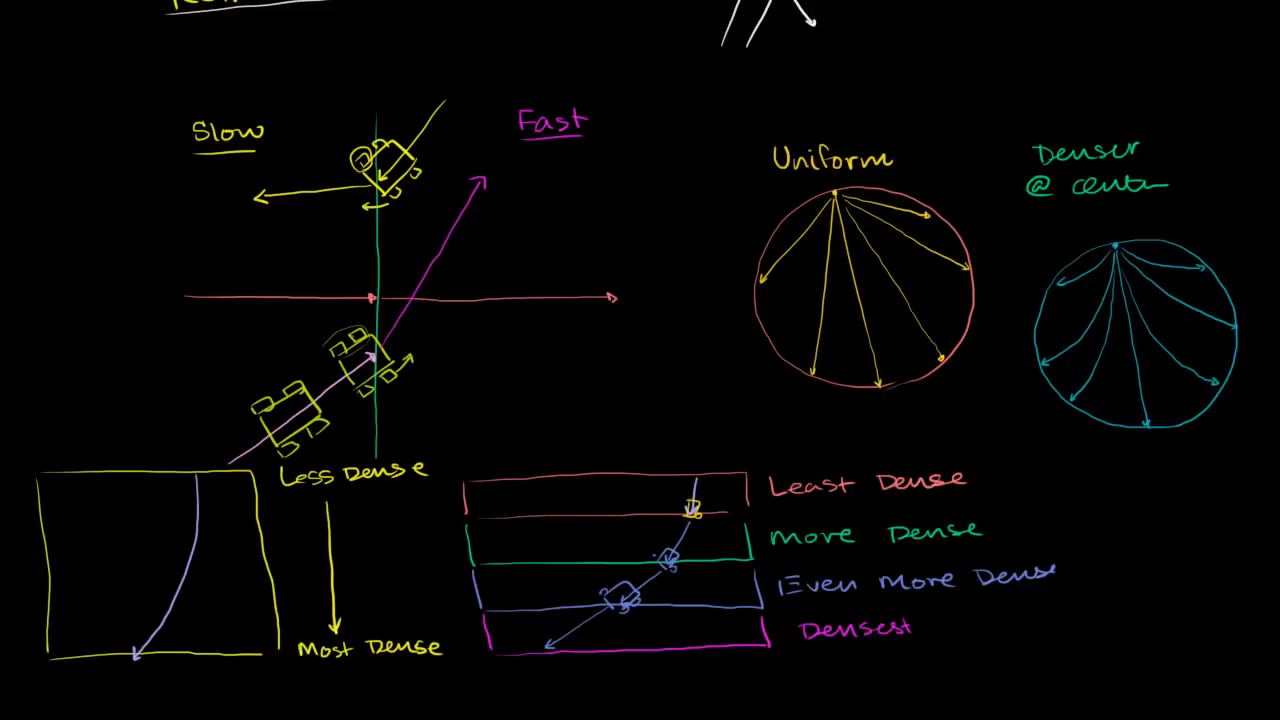 Slow
Fast
Uniform
Denser
@ center
Less Dense
Most Dense
Least Dense
More Dense
Even More Dense
Densest